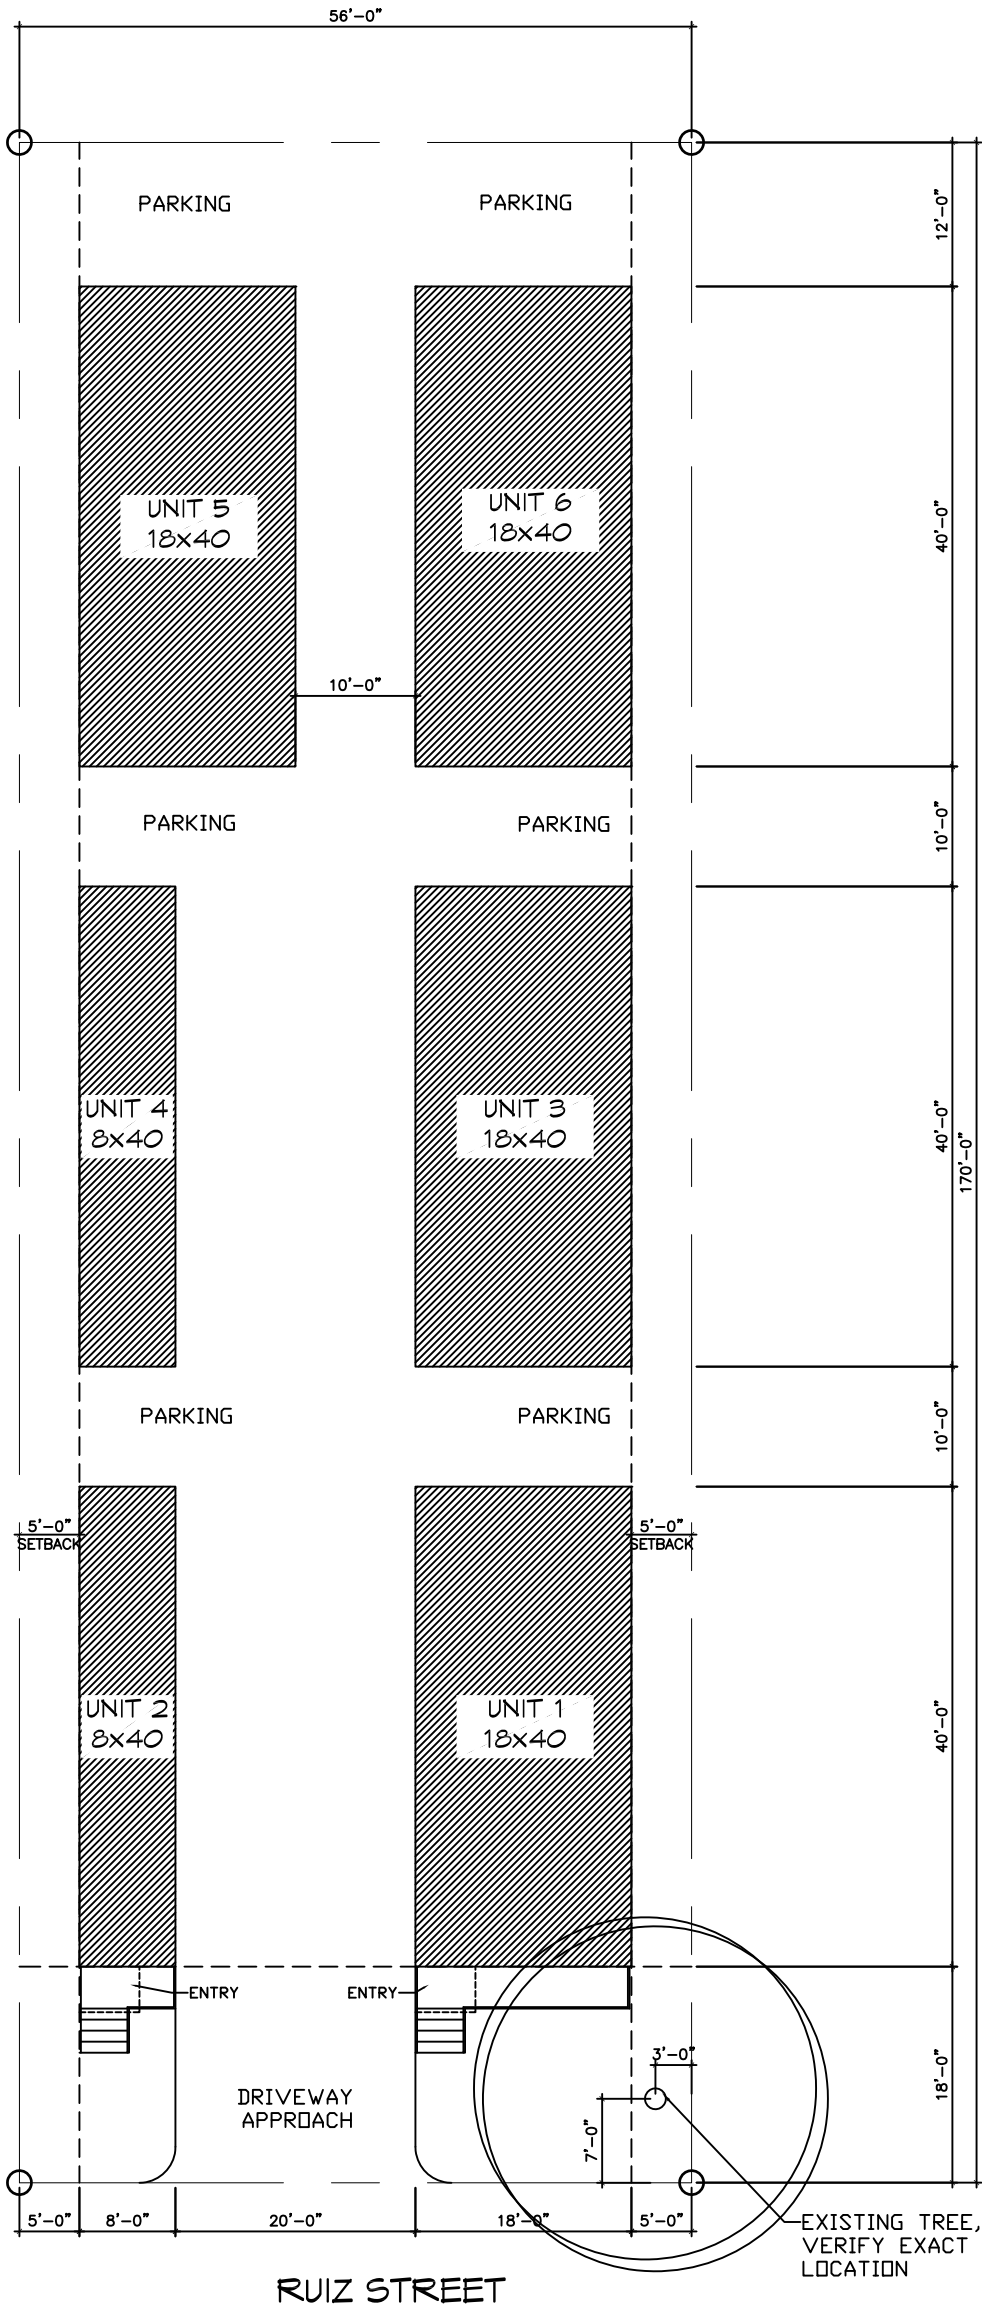 56'-0"
PARKING
PARKING
12'-0"
UNIT 5
18x40
UNIT 6
18x40
40'-0"
10'-0"
PARKING
PARKING
10'-0"
UNIT 4
8x40
UNIT 3
18x40
40'-0"
170'-0"
PARKING
PARKING
10'-0"
5'-0"
SETBACK
5'-0"
SETBACK
UNIT 2
8x40
UNIT 1
18x40
40'-0"
ENTRY
ENTRY
DRIVEWAY
APPROACH
3'-0"
7'-0"
18'-0"
5'-0"
8'-0"
20'-0"
18'-0"
5'-0"
EXISTING TREE,
VERIFY EXACT
LOCATION
RUIZ STREET